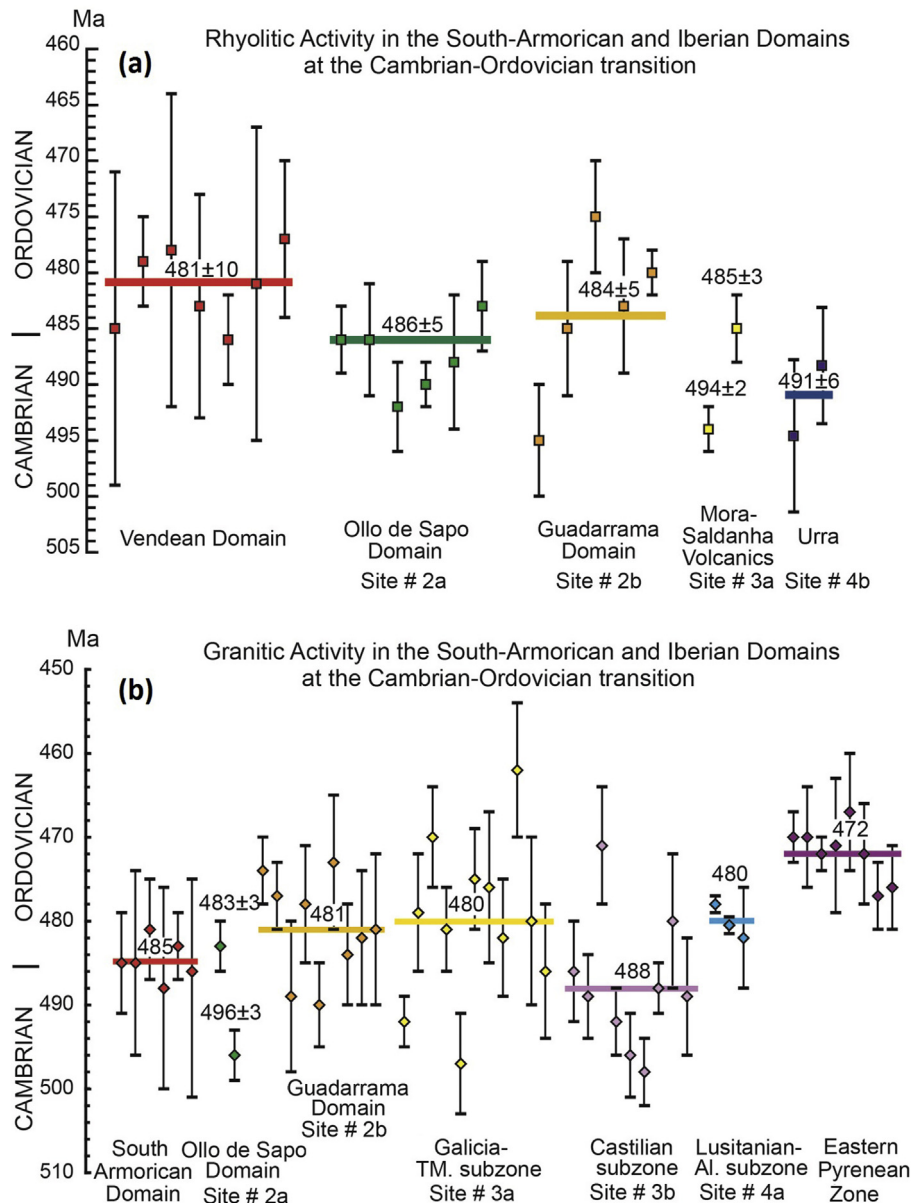 Ma
(a)
Rhyolitic Activity in the South-Armorican and Iberian Domains
at the Cambrian-Ordovician transition
460
465
470
475
480
485
490
495
500
505
ORDOVICIAN
CAMBRIAN
481±10
486±5
484±5
485±3
494±2
491±6
Vendean Domain
Ollo de Sapo
Domain
Site # 2a
Guadarrama
Domain
Site # 2b
Mora-
Saldanha
Volcanics
Site # 3a
Urra
Site # 4b
Ma
(b)
Granitic Activity in the South-Armorican and Iberian Domains
at the Cambrian-Ordovician transition
450
460
470
480
490
500
510
ORDOVICIAN
CAMBRIAN
485
483±3
496±3
481
480
488
480
472
South
Armorican
Domain
Ollo de Sapo
Domain
Site # 2a
Guadarrama
Domain
Site # 2b
Galicia-
TM. subzone
Site # 3a
Castilian
subzone
Site # 3b
Lusitanian-
Al. subzone
Site # 4a
Eastern
Pyrenean
Zone